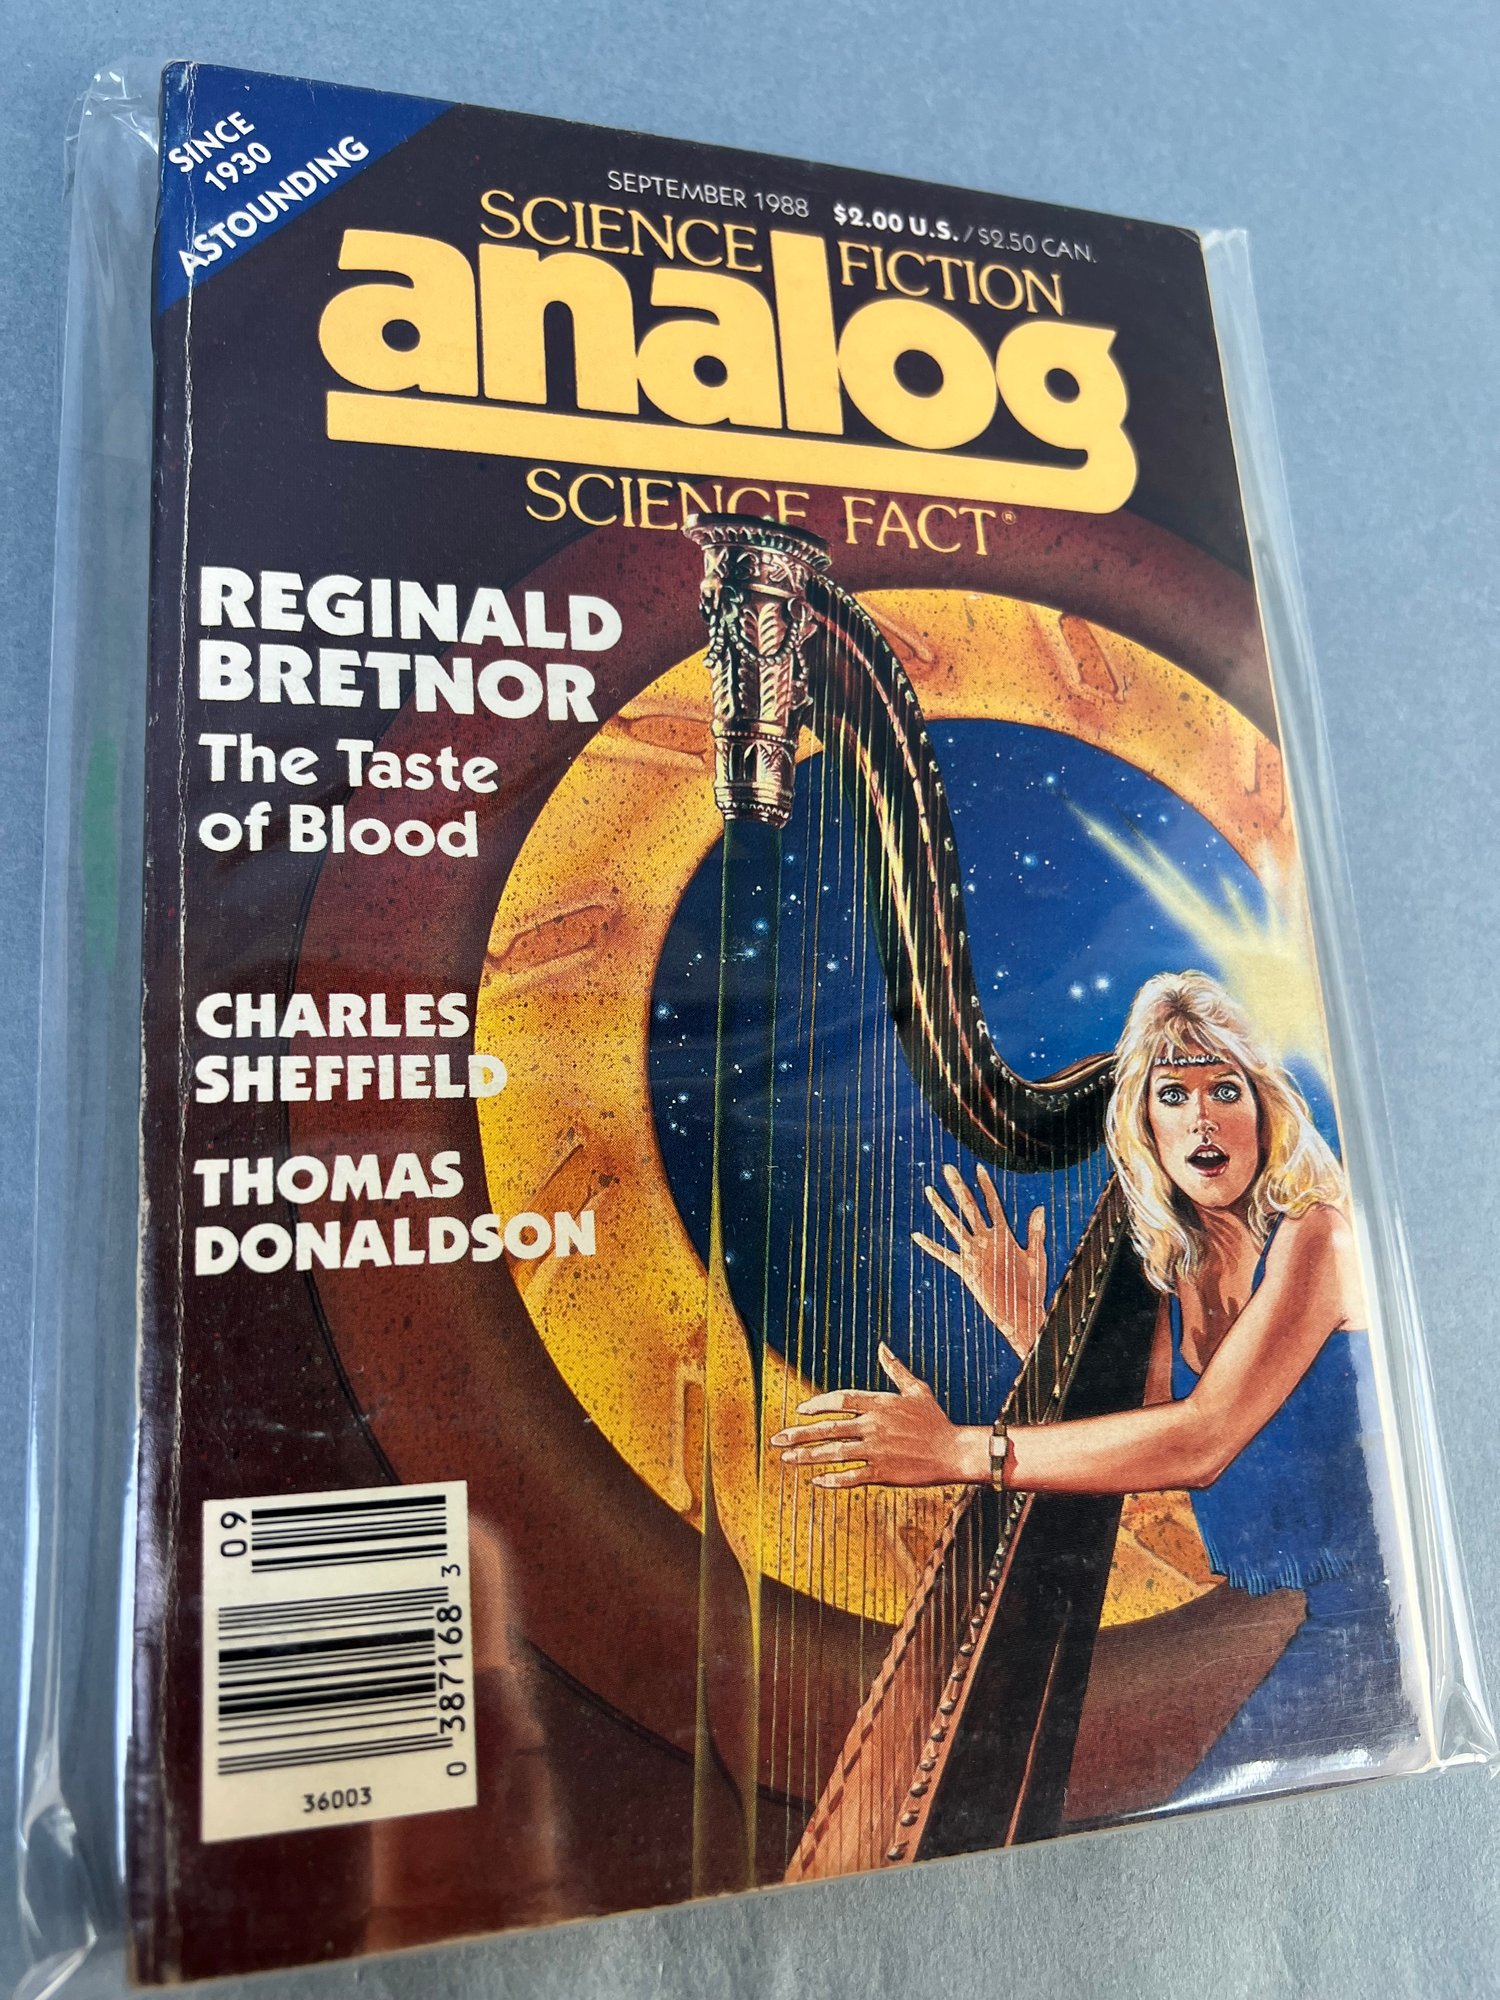 SINCE
1930
ASTOUNDING
SEPTEMBER 1988 $2.00 U.S. / $2.50 CAN.
SCIENCE FICTION
analog
SCIENCE FACT®
REGINALD
BRETNOR
The Taste
of Blood
CHARLES
SHEFFIELD
THOMAS
DONALDSON
09
0 387168 3
36003